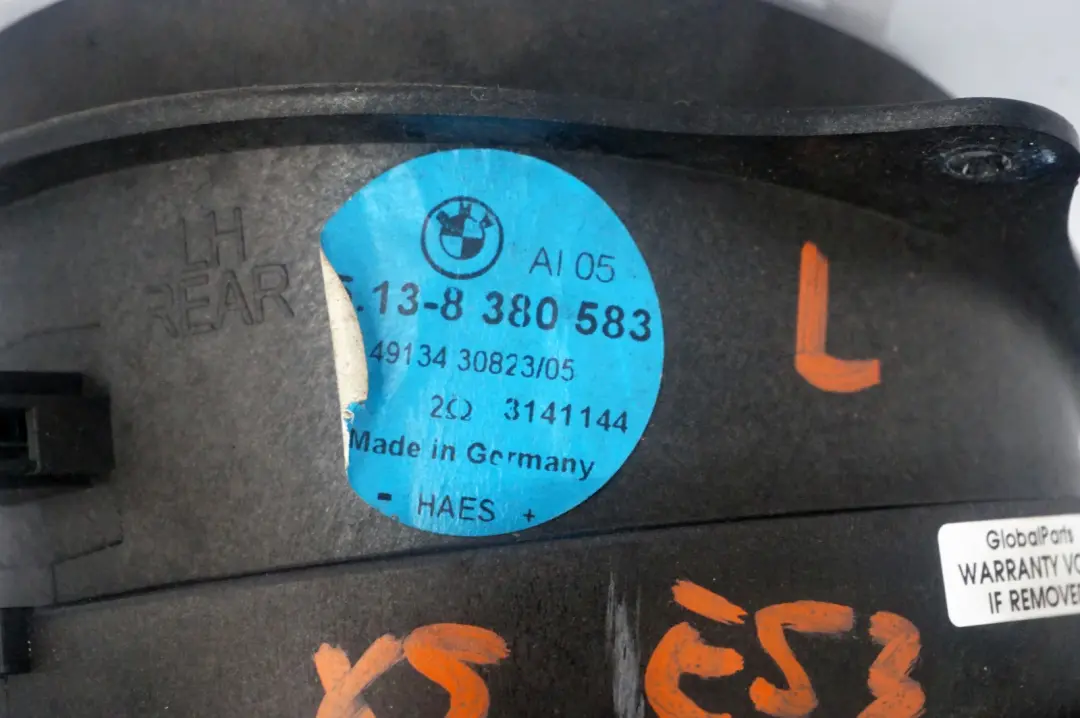 LH
REAR
AI 05
13-8 380 583
49134 30823/05
2Ω 3141144
Made in Germany
- HAES +
L
GlobalParts
WARRANTY VO
IF REMOVE
X5 E53